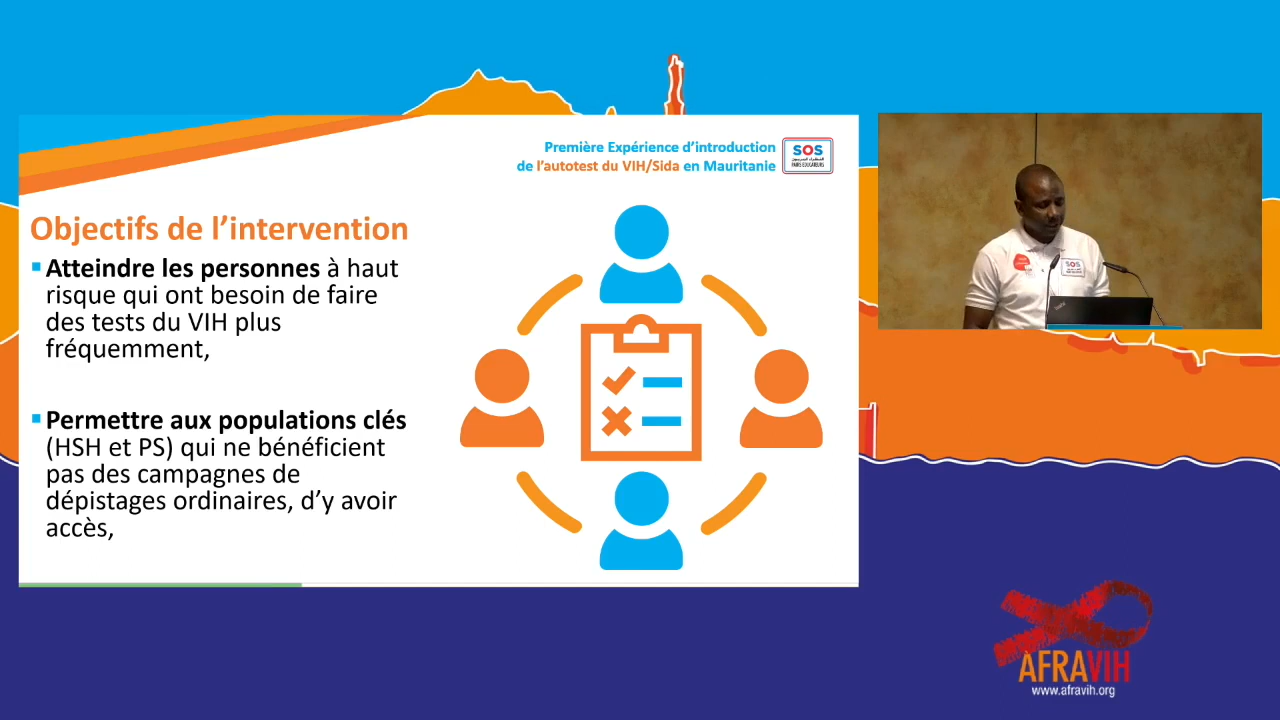 Première Expérience d’introduction
de l’autotest du VIH/Sida en Mauritanie
SOS
PAIRS EDUCATEURS
Objectifs de l’intervention
Atteindre les personnes à haut
risque qui ont besoin de faire
des tests du VIH plus
fréquemment,
Permettre aux populations clés
(HSH et PS) qui ne bénéficient
pas des campagnes de
dépistages ordinaires, d’y avoir
accès,
SOS
AFRAVIH
www.afravih.org